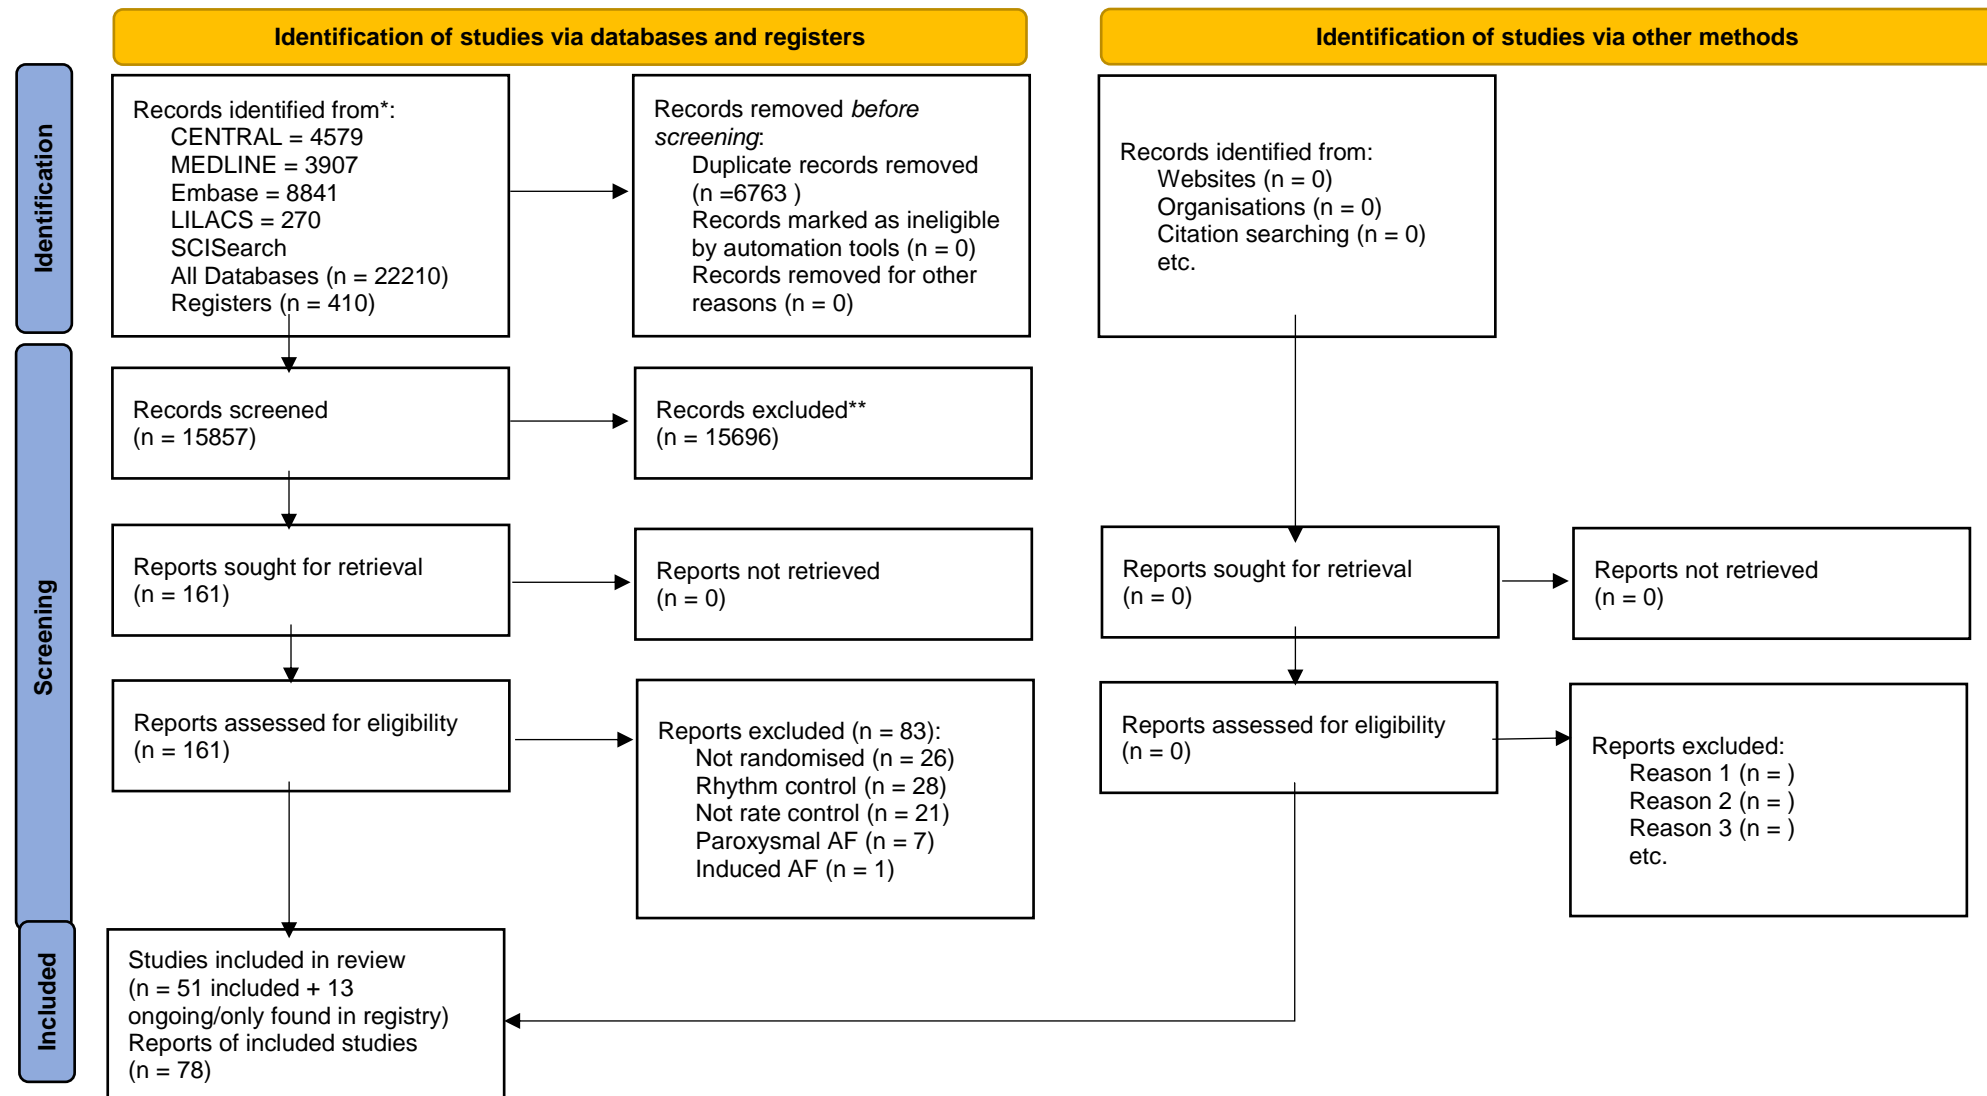 Identification of studies via databases and registers
Identification of studies via other methods
Identification
Records identified from*:
CENTRAL = 4579
MEDLINE = 3907
Embase = 8841
LILACS = 270
SCISearch
All Databases (n = 22210)
Registers (n = 410)
Records removed before
screening:
Duplicate records removed
(n =6763 )
Records marked as ineligible
by automation tools (n = 0)
Records removed for other
reasons (n = 0)
Records identified from:
Websites (n = 0)
Organisations (n = 0)
Citation searching (n = 0)
etc.
Screening
Records screened
(n = 15857)
Records excluded**
(n = 15696)
Reports sought for retrieval
(n = 161)
Reports not retrieved
(n = 0)
Reports sought for retrieval
(n = 0)
Reports not retrieved
(n = 0)
Reports assessed for eligibility
(n = 161)
Reports excluded (n = 83):
Not randomised (n = 26)
Rhythm control (n = 28)
Not rate control (n = 21)
Paroxysmal AF (n = 7)
Induced AF (n = 1)
Reports assessed for eligibility
(n = 0)
Reports excluded:
Reason 1 (n = )
Reason 2 (n = )
Reason 3 (n = )
etc.
Included
Studies included in review
(n = 51 included + 13
ongoing/only found in registry)
Reports of included studies
(n = 78)